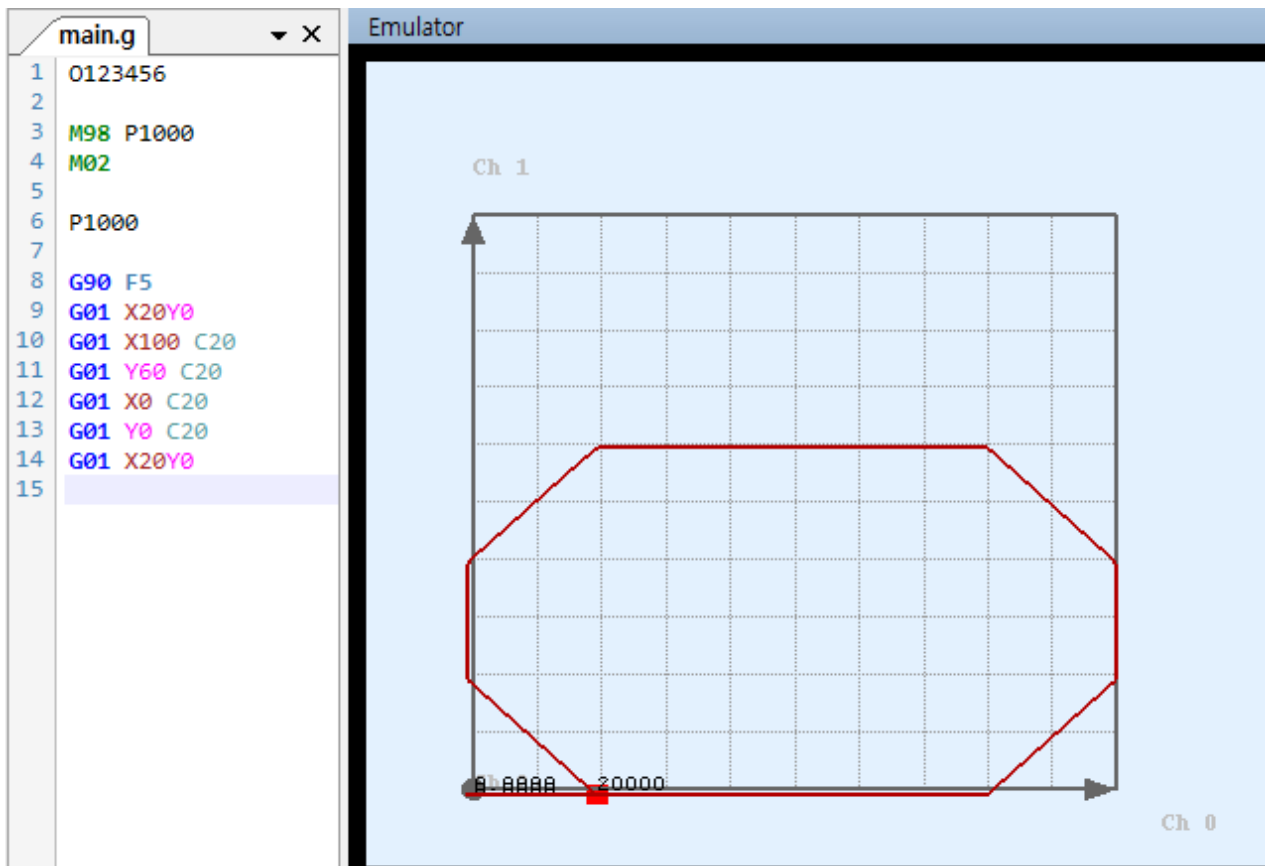 main.g
Emulator
1 O123456
2
3 M98 P1000
4 M02
5
6 P1000
7
8 G90 F5
9 G01 X20Y0
10 G01 X100 C20
11 G01 Y60 C20
12 G01 X0 C20
13 G01 Y0 C20
14 G01 X20Y0
15
Ch 1
20000
Ch 0